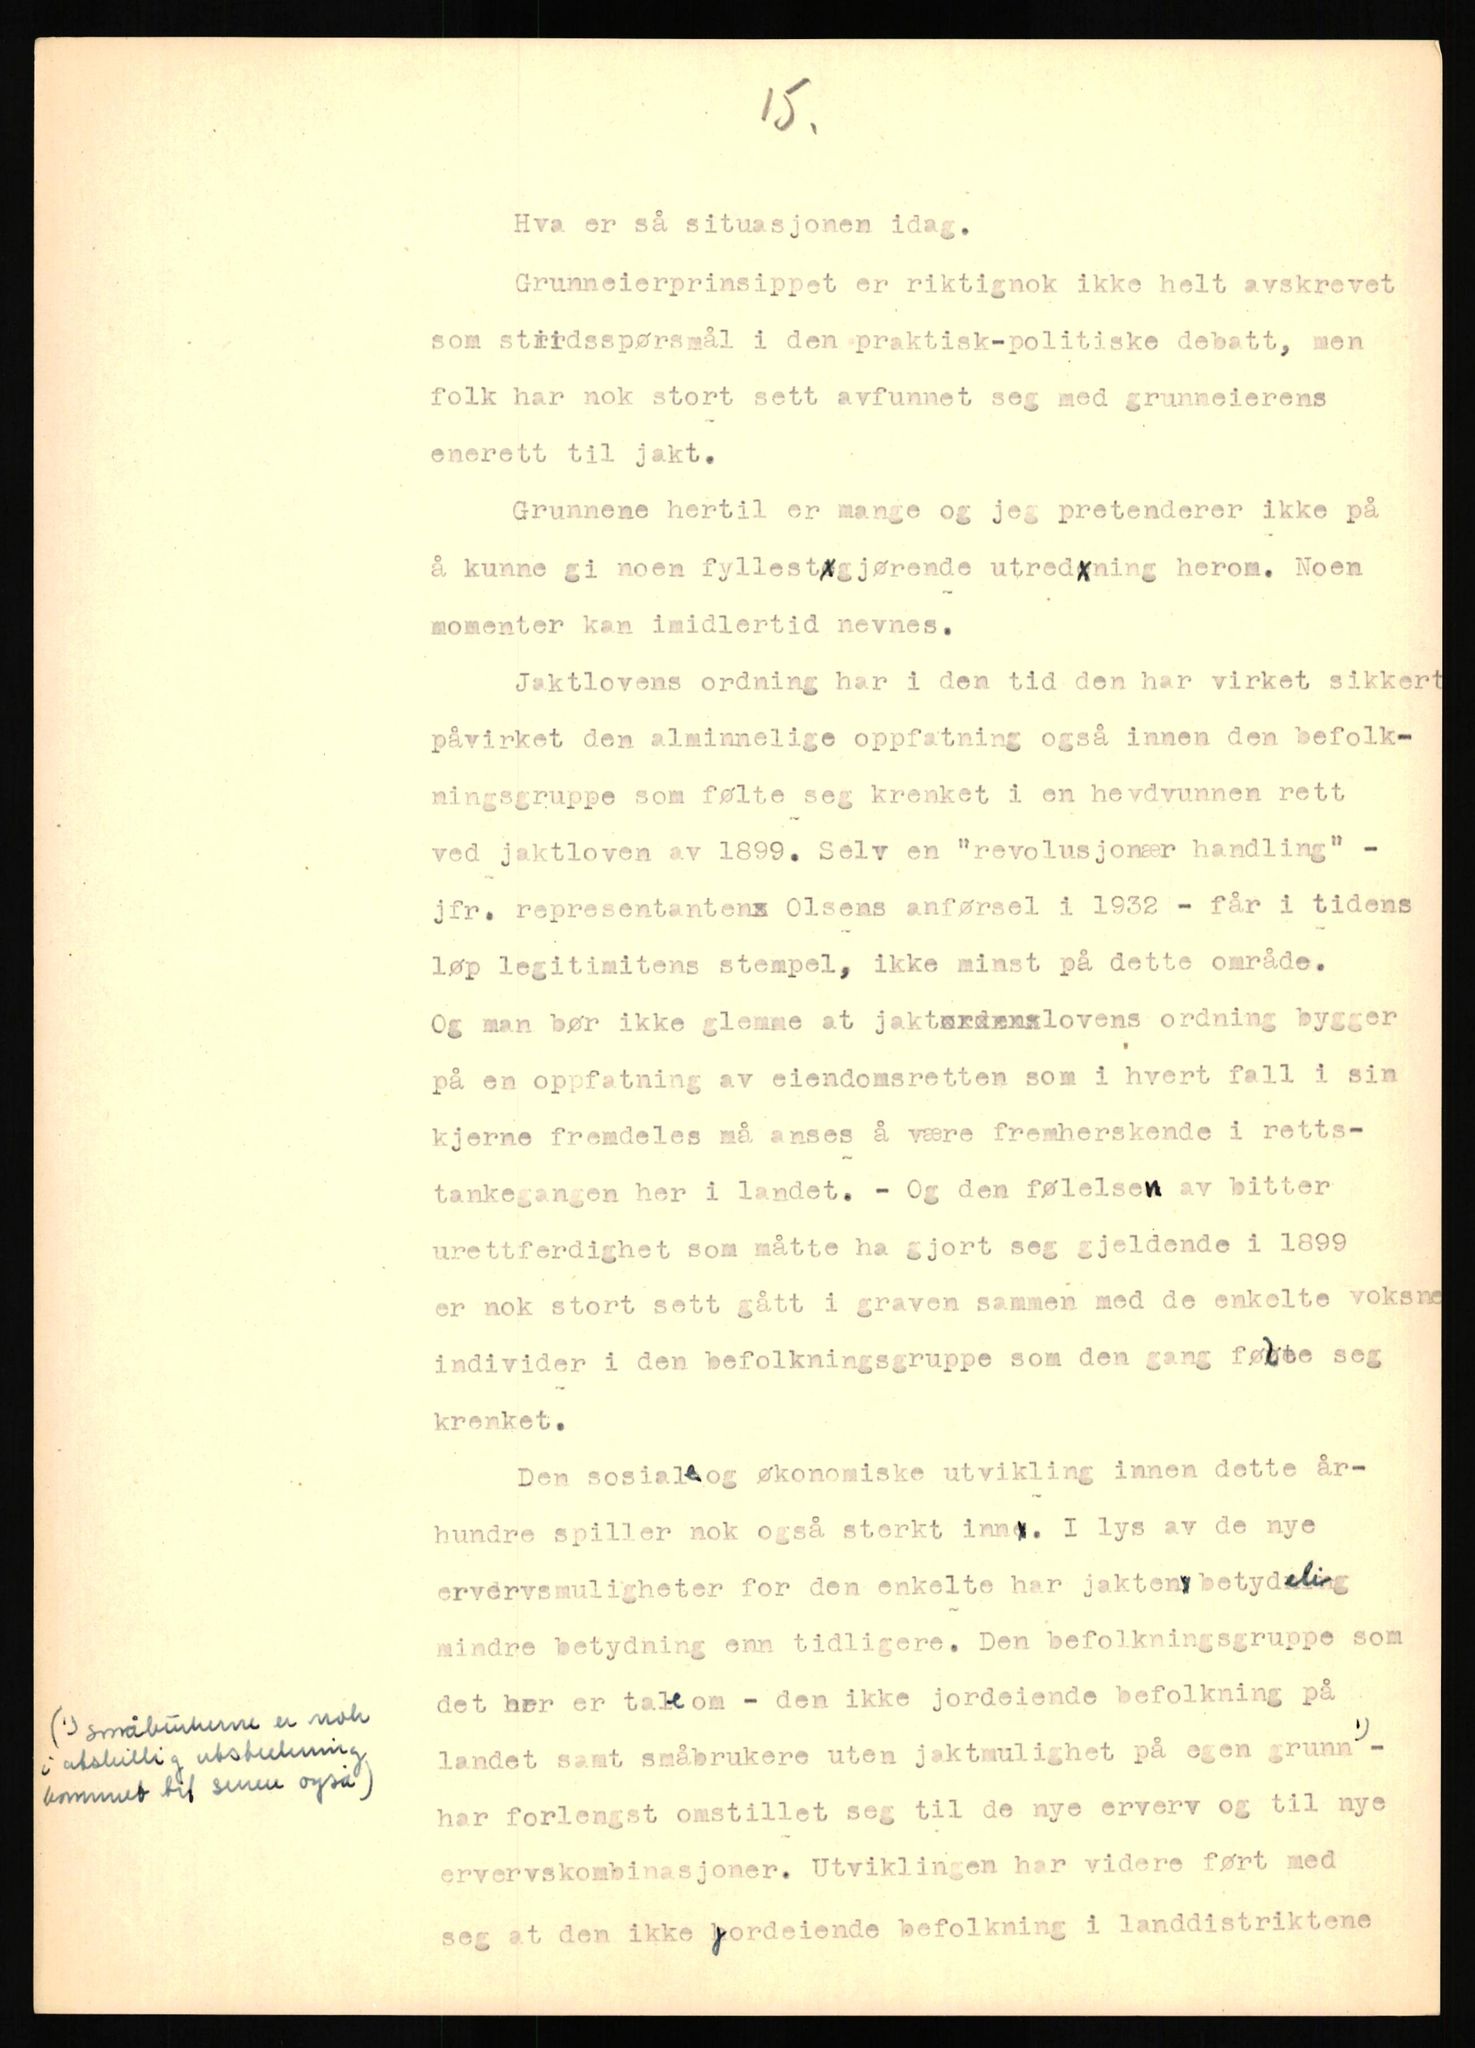 15.
Hva er så situasjonen idag.
Grunneierprinsippet er riktignok ikke helt avskrevet
som stridsspørsmål i den praktisk-politiske debatt, men
folk har nok stort sett avfunnet seg med grunneierens
enerett til jakt.
Grunnene hertil er mange og jeg pretenderer ikke på
å kunne gi noen fyllestgjørende utredning herom. Noen
momenter kan imidlertid nevnes.
Jaktlovens ordning har i den tid den har virket sikkert
påvirket den alminnelige oppfatning også innen den befolk-
ningsgruppe som følte seg krenket i en hevdvunnen rett
ved jaktloven av 1899. Selv en "revolusjonær handling" -
jfr. representanten Olsens anførsel i 1932 - får i tidens
løp legitimitens stempel, ikke minst på dette område.
Og man bør ikke glemme at jaktlovens ordning bygger
på en oppfatning av eiendomsretten som i hvert fall i sin
kjerne fremdeles må anses å være fremherskende i retts-
tankegangen her i landet. - Og den følelsen av bitter
urettferdighet som måtte ha gjort seg gjeldende i 1899
er nok stort sett gått i graven sammen med de enkelte voksne
individer i den befolkningsgruppe som den gang følte seg
krenket.
Den sosiale og økonomiske utvikling innen dette år-
hundre spiller nok også sterkt inn. I lys av de nye
ervervsmuligheter for den enkelte har jakten betydelig
mindre betydning enn tidligere. Den befolkningsgruppe som
det her er tale om - den ikke jordeiende befolkning på
landet samt småbrukere uten jaktmulighet på egen grunn 1) -
har forlengst omstillet seg til de nye erverv og til nye
ervervskombinasjoner. Utviklingen har videre ført med
seg at den ikke jordeiende befolkning i landdistriktene
(1) småbrukerne er nok
i atskillig utstrekning
kommet til senere også)